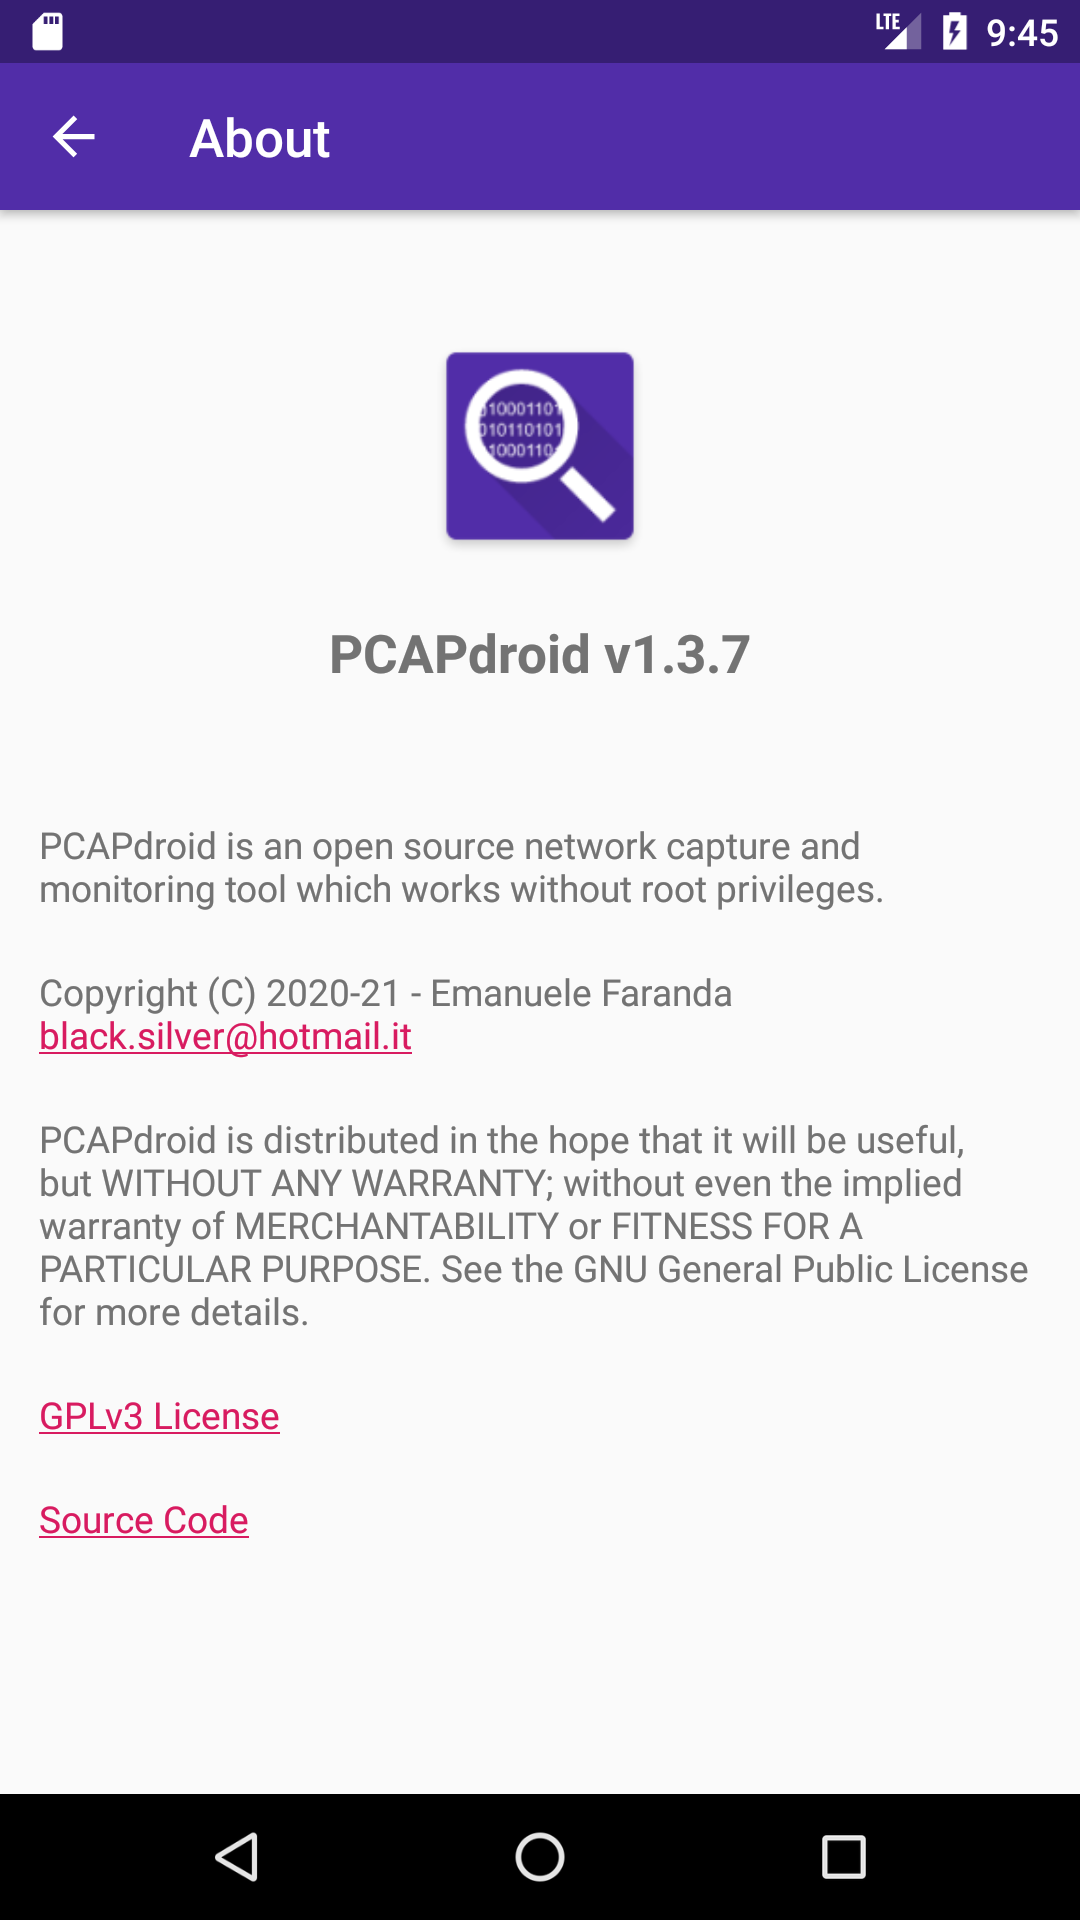 LTE 9:45
About
10001101
010110101
10001101
PCAPdroid v1.3.7
PCAPdroid is an open source network capture and
monitoring tool which works without root privileges.
Copyright (C) 2020-21 - Emanuele Faranda
black.silver@hotmail.it
PCAPdroid is distributed in the hope that it will be useful,
but WITHOUT ANY WARRANTY; without even the implied
warranty of MERCHANTABILITY or FITNESS FOR A
PARTICULAR PURPOSE. See the GNU General Public License
for more details.
GPLv3 License
Source Code